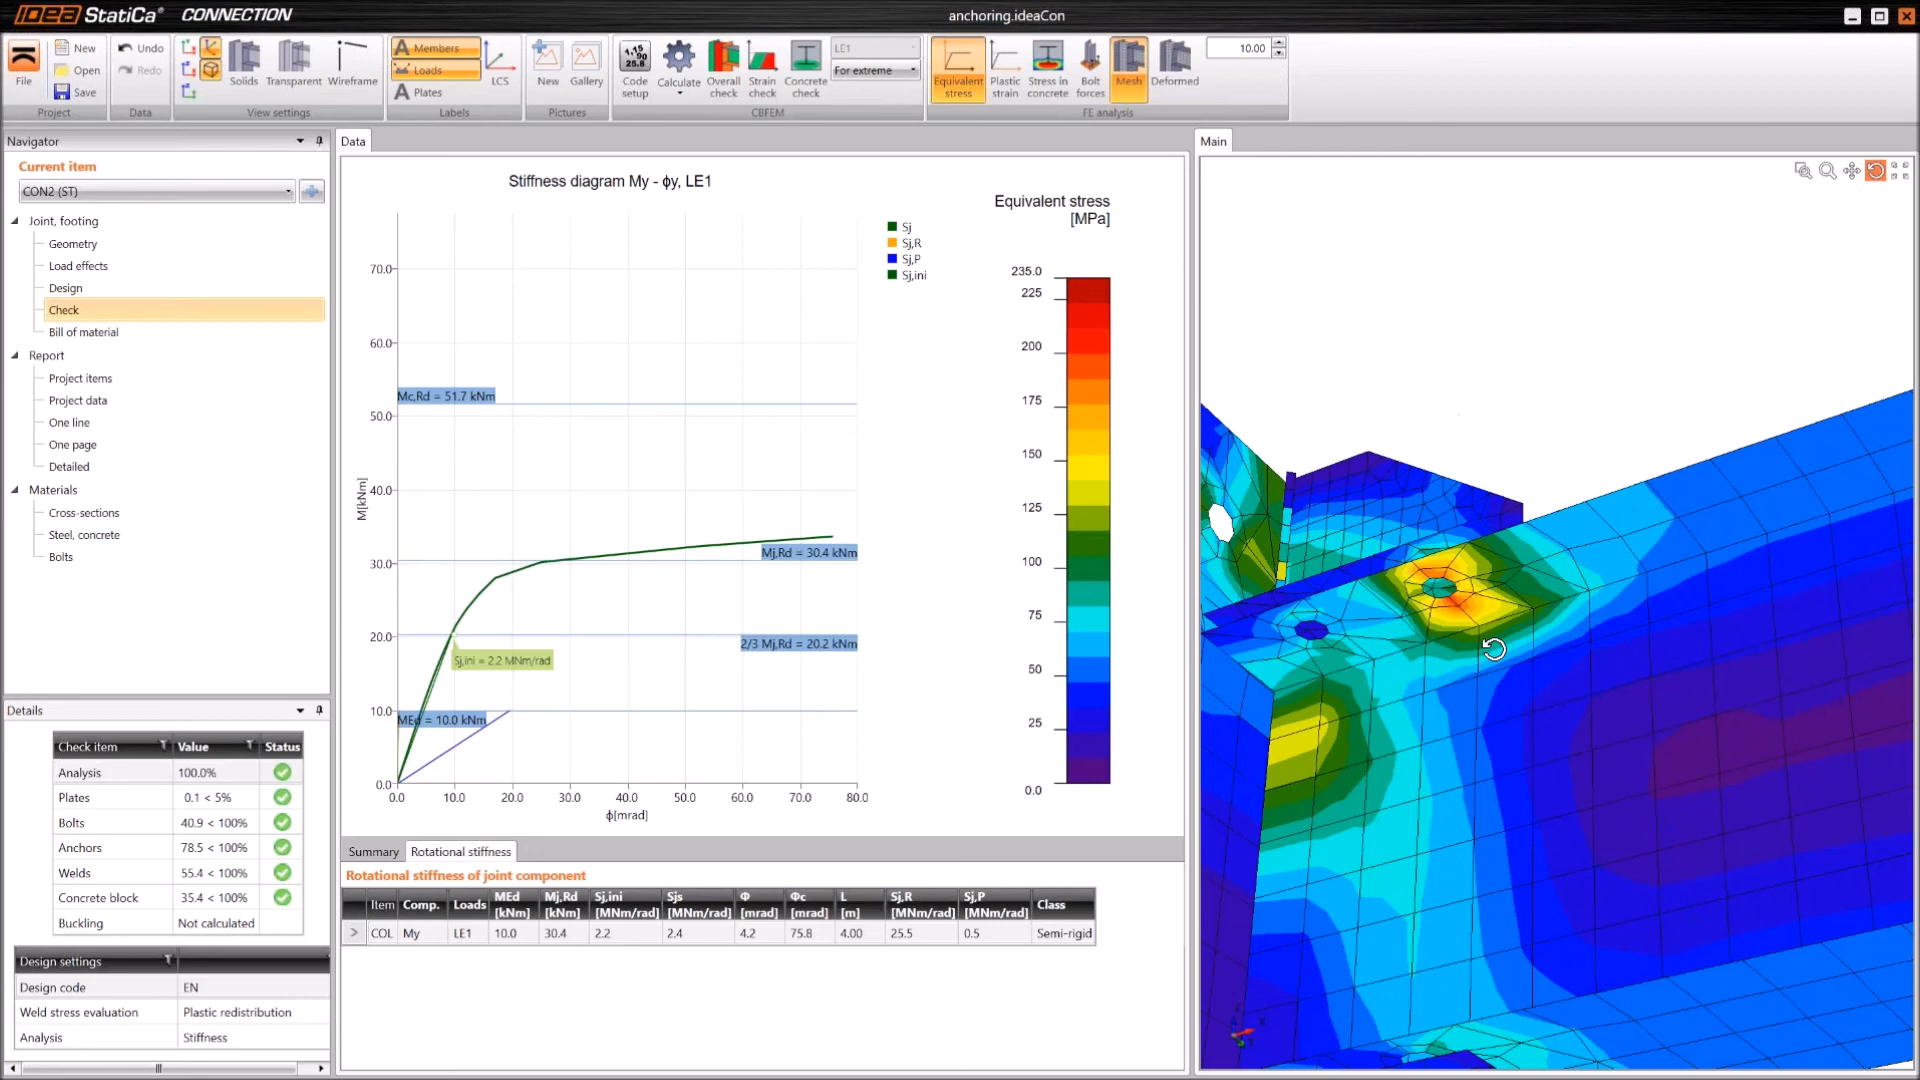 IDEA StatiCa® CONNECTION
anchoring.ideaCon
File
New
Open
Save
Project
Undo
Redo
Data
Solids
Transparent
Wireframe
View settings
Members
Loads
Plates
LCS
Labels
New
Gallery
Pictures
Code setup
Calculate
Overall check
Strain check
Concrete check
LE1
For extreme
CBFEM
Equivalent stress
Plastic strain
Stress in concrete
Bolt forces
Mesh
Deformed
10.00
FE analysis
Navigator
Current item
CON2 (ST)
Joint, footing
Geometry
Load effects
Design
Check
Bill of material
Report
Project items
Project data
One line
One page
Detailed
Materials
Cross-sections
Steel, concrete
Bolts
Details
Check item Value Status
Analysis 100.0%
Plates 0.1 < 5%
Bolts 40.9 < 100%
Anchors 78.5 < 100%
Welds 55.4 < 100%
Concrete block 35.4 < 100%
Buckling Not calculated
Design settings
Design code EN
Weld stress evaluation Plastic redistribution
Analysis Stiffness
Data
Stiffness diagram My - ϕy, LE1
Sj
Sj,R
Sj,P
Sj,ini
M[kNm]
70.0
60.0
Mc,Rd = 51.7 kNm
50.0
40.0
Mj,Rd = 30.4 kNm
30.0
20.0
2/3 Mj,Rd = 20.2 kNm
Sj,ini = 2.2 MNm/rad
10.0
MEd = 10.0 kNm
0.0
0.0 10.0 20.0 30.0 40.0 50.0 60.0 70.0 80.0
ϕ[mrad]
Equivalent stress
[MPa]
235.0
225
200
175
150
125
100
75
50
25
0.0
Summary
Rotational stiffness
Rotational stiffness of joint component
Item Comp. Loads MEd [kNm] Mj,Rd [kNm] Sj,ini [MNm/rad] Sjs [MNm/rad] Φ [mrad] Φc [mrad] L [m] Sj,R [MNm/rad] Sj,P [MNm/rad] Class
> COL My LE1 10.0 30.4 2.2 2.4 4.2 75.8 4.00 25.5 0.5 Semi-rigid
Main